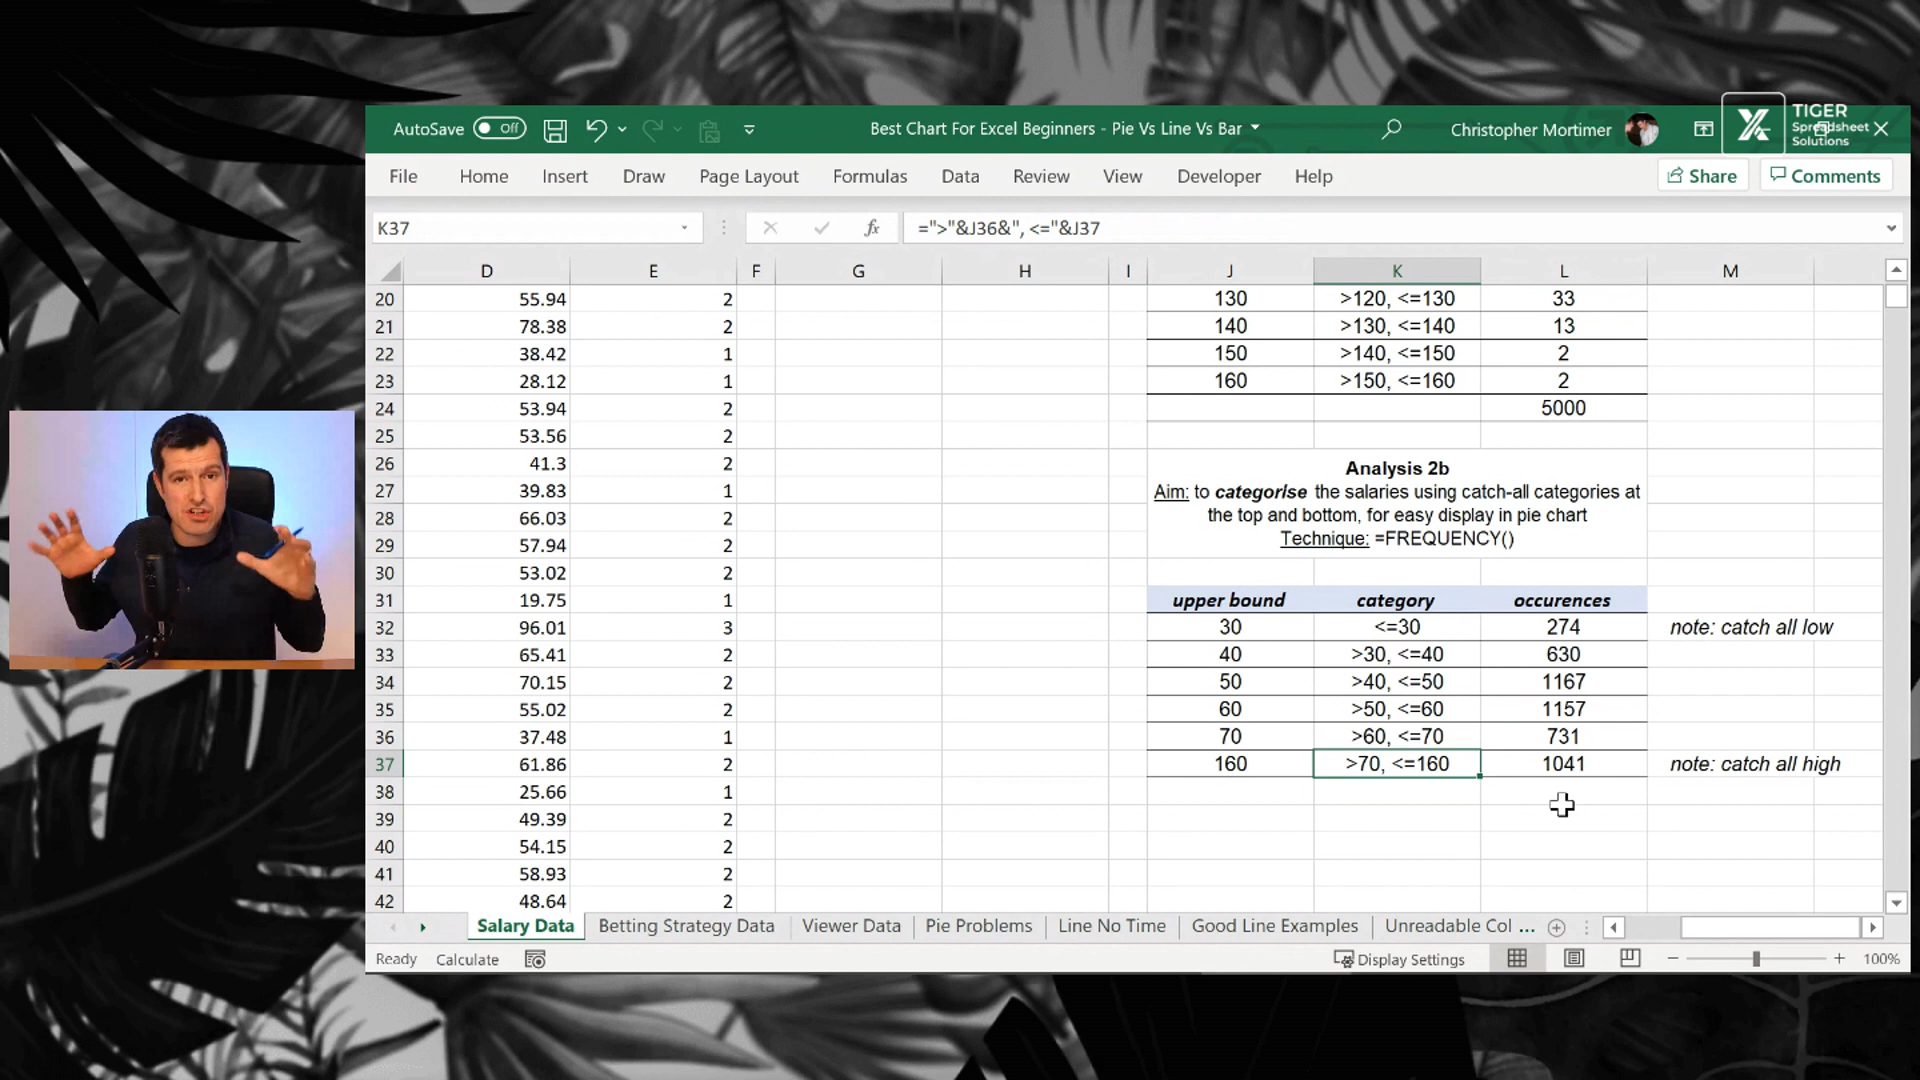 TIGER
Spreadsheet
Solutions
AutoSave Off
Best Chart For Excel Beginners - Pie Vs Line Vs Bar
Christopher Mortimer
File Home Insert Draw Page Layout Formulas Data Review View Developer Help
Share Comments
K37
fx =">"&J36&", <="&J37
D E F G H I J K L M
20 55.94 2 130 >120, <=130 33
21 78.38 2 140 >130, <=140 13
22 38.42 1 150 >140, <=150 2
23 28.12 1 160 >150, <=160 2
24 53.94 2 5000
25 53.56 2
26 41.3 2 Analysis 2b
27 39.83 1 Aim: to categorise the salaries using catch-all categories at
28 66.03 2 the top and bottom, for easy display in pie chart
29 57.94 2 Technique: =FREQUENCY()
30 53.02 2
31 19.75 1 upper bound category occurences
32 96.01 3 30 <=30 274 note: catch all low
33 65.41 2 40 >30, <=40 630
34 70.15 2 50 >40, <=50 1167
35 55.02 2 60 >50, <=60 1157
36 37.48 1 70 >60, <=70 731
37 61.86 2 160 >70, <=160 1041 note: catch all high
38 25.66 1
39 49.39 2
40 54.15 2
41 58.93 2
42 48.64 2
Salary Data Betting Strategy Data Viewer Data Pie Problems Line No Time Good Line Examples Unreadable Col ...
Ready Calculate Display Settings 100%